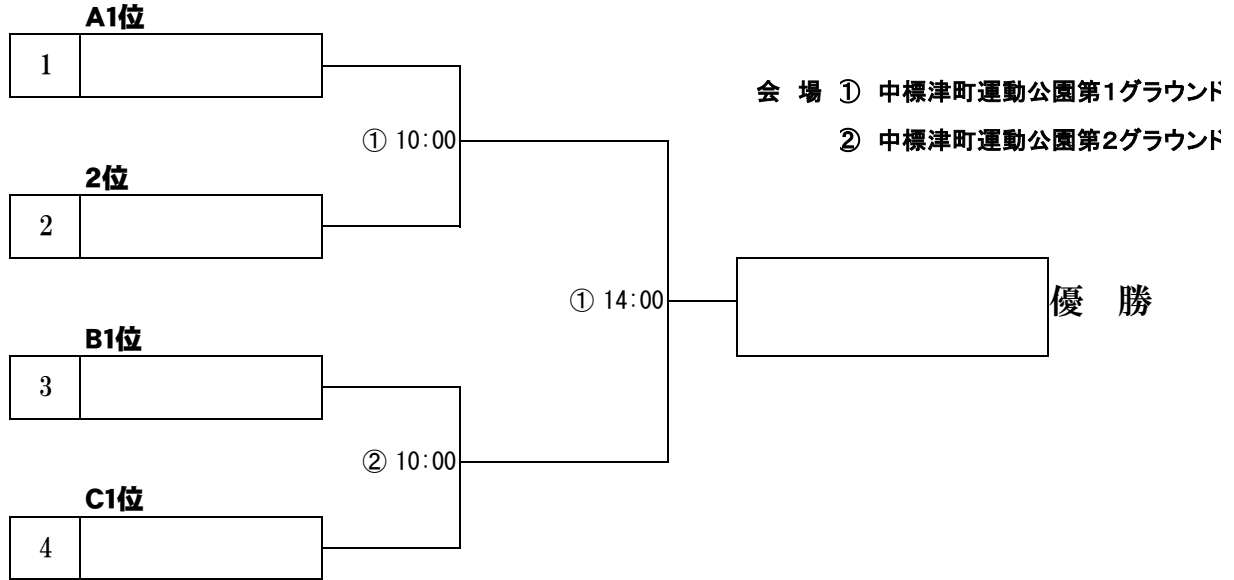 A1位
1
会 場 ① 中標津町運動公園第1グラウンド
① 10:00
② 中標津町運動公園第2グラウンド
2位
2
① 14:00
優 勝
B1位
3
② 10:00
C1位
4